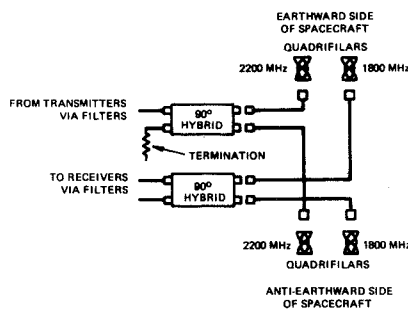 EARTHWARD SIDE
OF SPACECRAFT
QUADRIFILARS
2200 MHz
1800 MHz
FROM TRANSMITTERS
VIA FILTERS
90°
HYBRID
TERMINATION
TO RECEIVERS
VIA FILTERS
90°
HYBRID
2200 MHz
1800 MHz
QUADRIFILARS
ANTI-EARTHWARD SIDE
OF SPACECRAFT